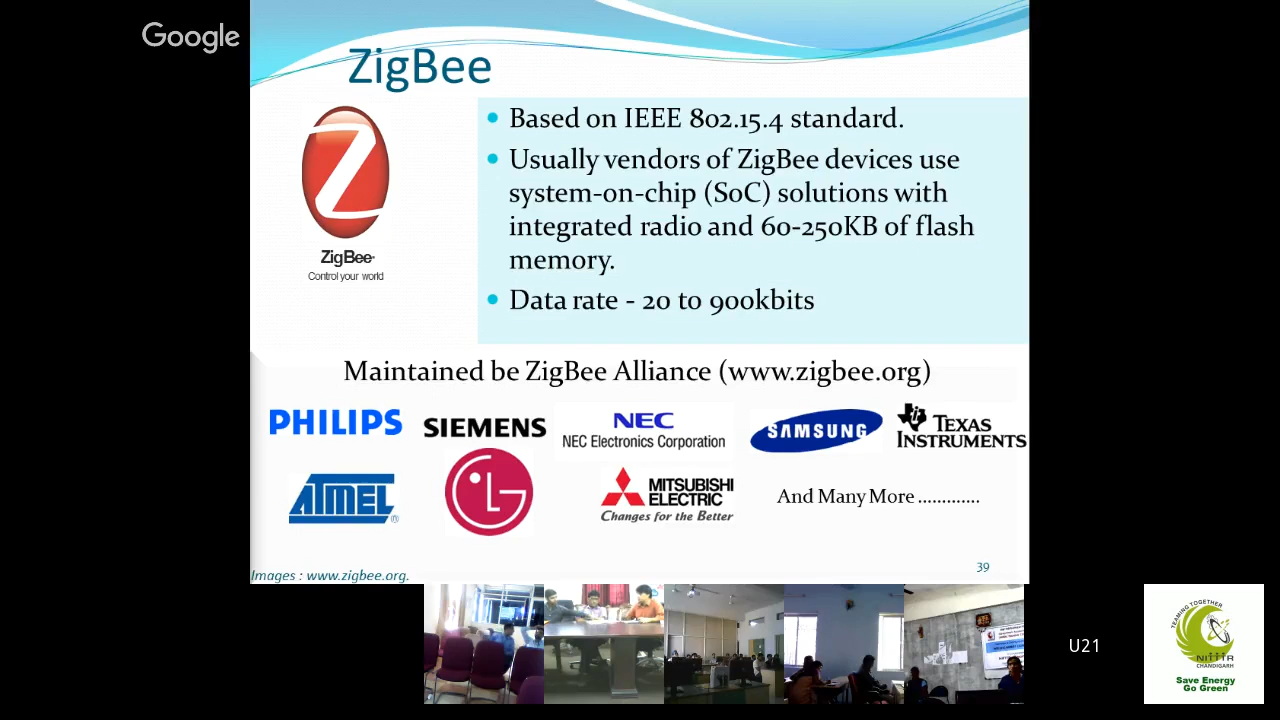 Google
ZigBee
Based on IEEE 802.15.4 standard.
Usually vendors of ZigBee devices use
system-on-chip (SoC) solutions with
integrated radio and 60-250KB of flash
memory.
Data rate - 20 to 900kbits
ZigBee
Control your world
Maintained be ZigBee Alliance (www.zigbee.org)
PHILIPS
SIEMENS
NEC
NEC Electronics Corporation
SAMSUNG
TEXAS
INSTRUMENTS
ATMEL
LG
MITSUBISHI
ELECTRIC
Changes for the Better
And Many More .............
Images : www.zigbee.org.
39
U21
TRAINING TOGETHER
NITTTR
CHANDIGARH
Save Energy
Go Green